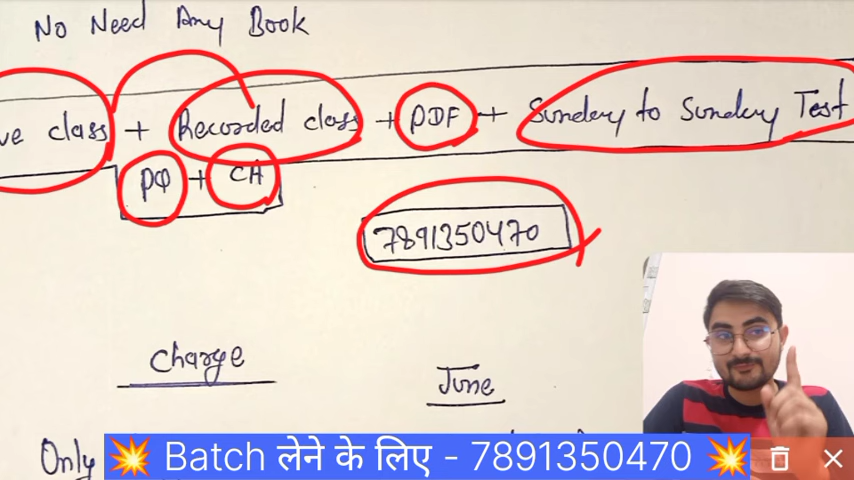 No Need Any Book
ve class + Recorded class + PDF + Sunday to Sunday Test
PQ + CA
7891350470
Charge
June
Only
💥 Batch लेने के लिए - 7891350470 💥